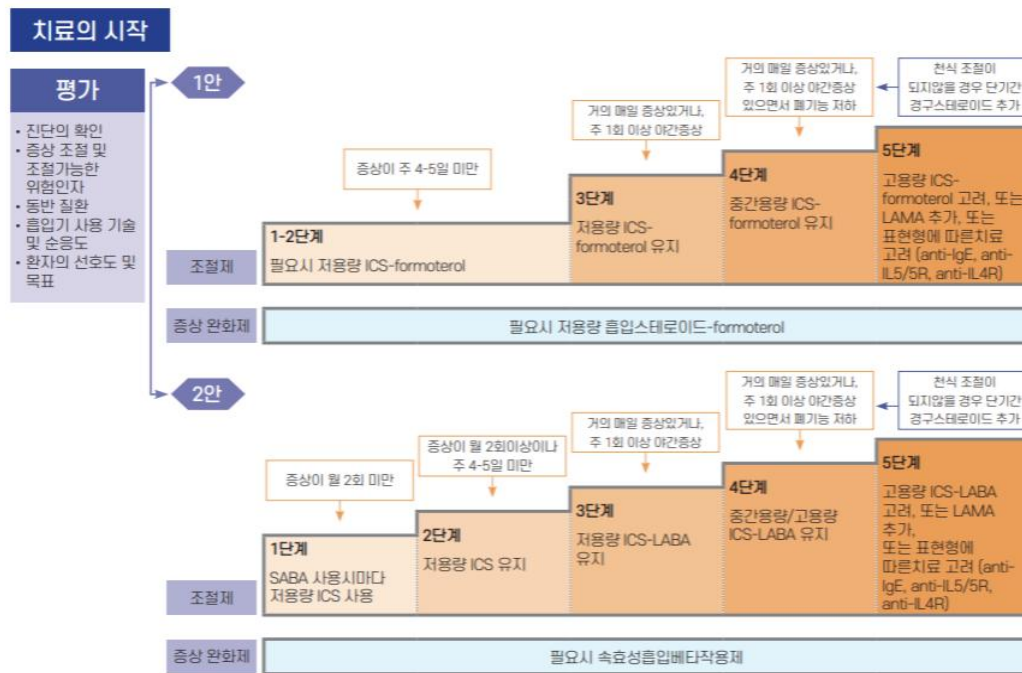 치료의 시작
평가
• 진단의 확인
• 증상 조절 및
조절가능한
위험인자
• 동반 질환
• 흡입기 사용 기술
및 순응도
• 환자의 선호도 및
목표
1안
증상이 주 4-5일 미만
거의 매일 증상있거나,
주 1회 이상 야간증상
거의 매일 증상있거나,
주 1회 이상 야간증상
있으면서 폐기능 저하
천식 조절이
되지않을 경우 단기간
경구스테로이드 추가
조절제
1-2단계
필요시 저용량 ICS-formoterol
3단계
저용량 ICS-
formoterol 유지
4단계
중간용량 ICS-
formoterol 유지
5단계
고용량 ICS-
formoterol 고려, 또는
LAMA 추가, 또는
표현형에 따른치료
고려 (anti-IgE, anti-
IL5/5R, anti-IL4R)
증상 완화제
필요시 저용량 흡입스테로이드-formoterol
2안
증상이 월 2회 미만
증상이 월 2회이상이나
주 4-5일 미만
거의 매일 증상있거나,
주 1회 이상 야간증상
거의 매일 증상있거나,
주 1회 이상 야간증상
있으면서 폐기능 저하
천식 조절이
되지않을 경우 단기간
경구스테로이드 추가
조절제
1단계
SABA 사용시마다
저용량 ICS 사용
2단계
저용량 ICS 유지
3단계
저용량 ICS-LABA
유지
4단계
중간용량/고용량
ICS-LABA 유지
5단계
고용량 ICS-LABA
고려, 또는 LAMA
추가,
또는 표현형에
따른치료 고려 (anti-
IgE, anti-IL5/5R,
anti-IL4R)
증상 완화제
필요시 속효성흡입베타작용제